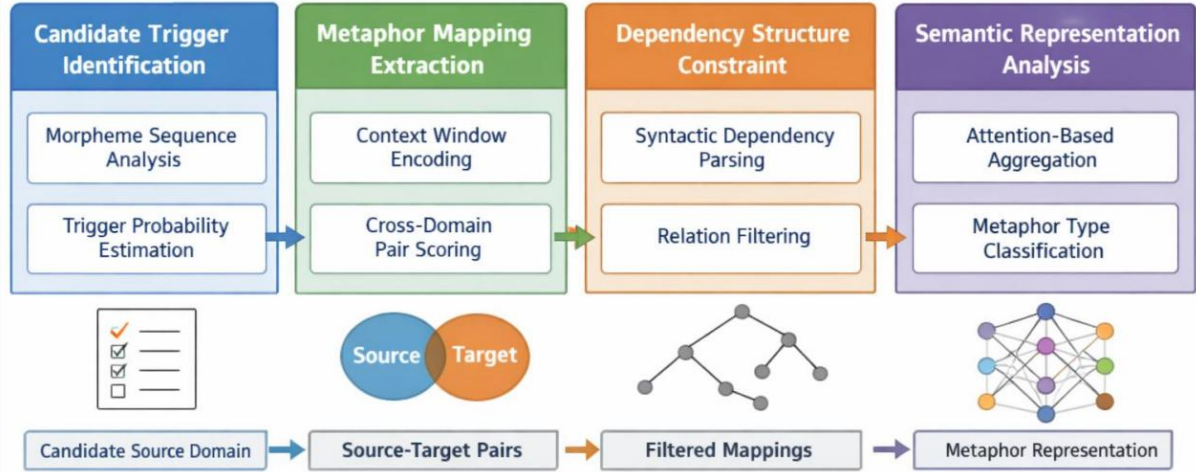 Candidate Trigger
Identification
Morpheme Sequence
Analysis
Trigger Probability
Estimation
Metaphor Mapping
Extraction
Context Window
Encoding
Cross-Domain
Pair Scoring
Dependency Structure
Constraint
Syntactic Dependency
Parsing
Relation Filtering
Semantic Representation
Analysis
Attention-Based
Aggregation
Metaphor Type
Classification
Source
Target
Candidate Source Domain
Source-Target Pairs
Filtered Mappings
Metaphor Representation